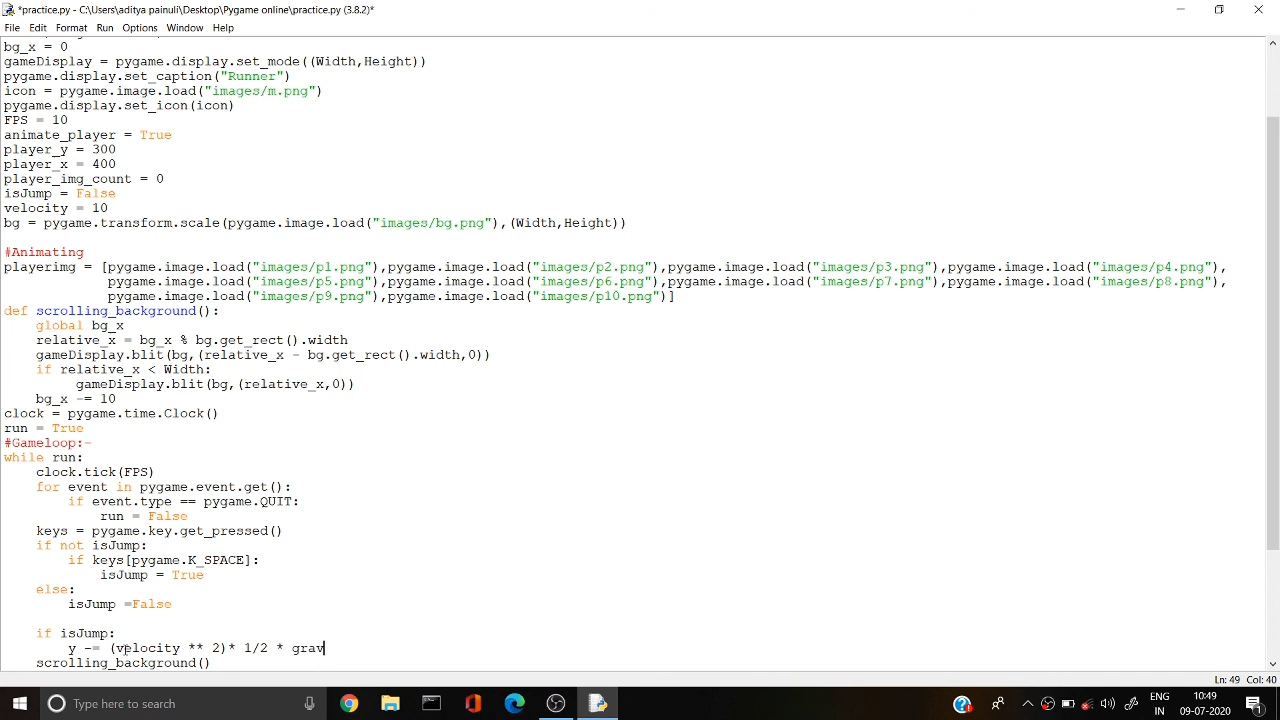 *practice.py - C:\Users\aditya painuli\Desktop\Pygame online\practice.py (3.8.2)*
File Edit Format Run Options Window Help
bg_x = 0
gameDisplay = pygame.display.set_mode((Width,Height))
pygame.display.set_caption("Runner")
icon = pygame.image.load("images/m.png")
pygame.display.set_icon(icon)
FPS = 10
animate_player = True
player_y = 300
player_x = 400
player_img_count = 0
isJump = False
velocity = 10
bg = pygame.transform.scale(pygame.image.load("images/bg.png"),(Width,Height))
#Animating
playerimg = [pygame.image.load("images/p1.png"),pygame.image.load("images/p2.png"),pygame.image.load("images/p3.png"),pygame.image.load("images/p4.png"),
pygame.image.load("images/p5.png"),pygame.image.load("images/p6.png"),pygame.image.load("images/p7.png"),pygame.image.load("images/p8.png"),
pygame.image.load("images/p9.png"),pygame.image.load("images/p10.png")]
def scrolling_background():
global bg_x
relative_x = bg_x % bg.get_rect().width
gameDisplay.blit(bg,(relative_x - bg.get_rect().width,0))
if relative_x < Width:
gameDisplay.blit(bg,(relative_x,0))
bg_x -= 10
clock = pygame.time.Clock()
run = True
#Gameloop:-
while run:
clock.tick(FPS)
for event in pygame.event.get():
if event.type == pygame.QUIT:
run = False
keys = pygame.key.get_pressed()
if not isJump:
if keys[pygame.K_SPACE]:
isJump = True
else:
isJump =False
if isJump:
y -= (velocity ** 2)* 1/2 * grav
scrolling_background()
Ln: 49 Col: 40
Type here to search
ENG
IN
10:49
09-07-2020
1